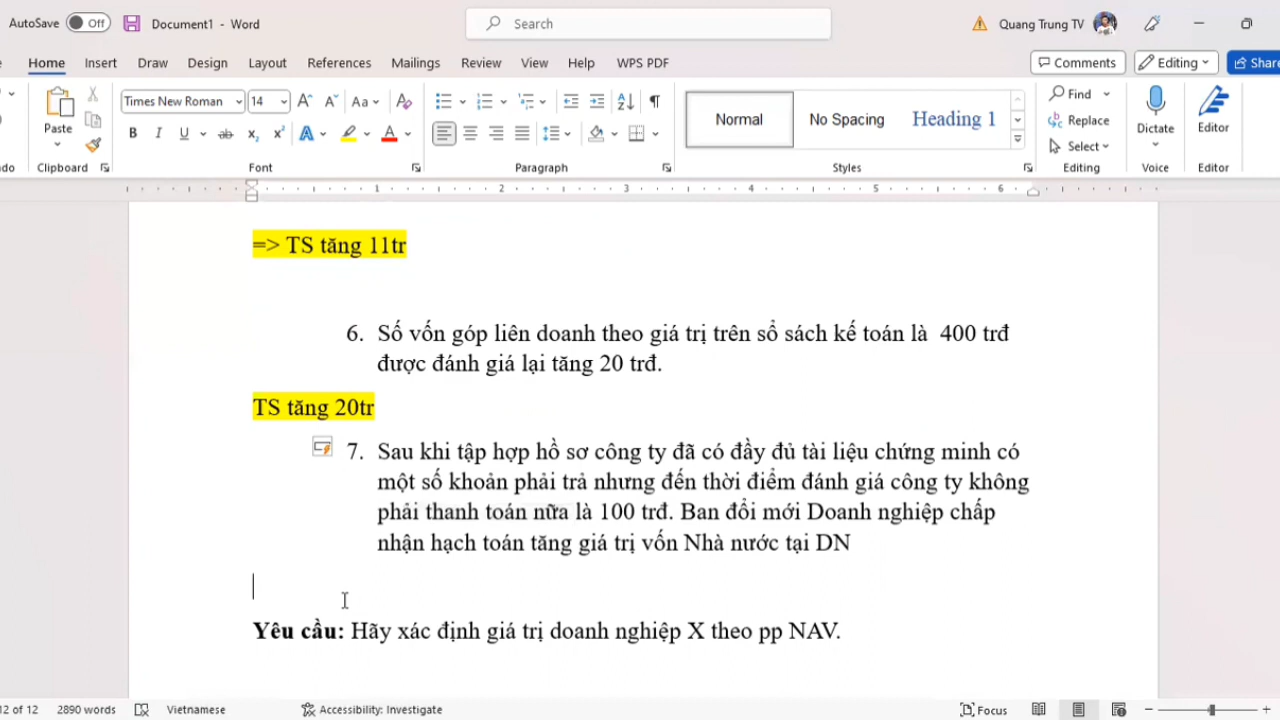 AutoSave Off Document1 - Word Search Quang Trung TV
Home Insert Draw Design Layout References Mailings Review View Help WPS PDF Comments Editing Share
Times New Roman 14 Aa
Paste
Normal No Spacing Heading 1
Find
Replace
Select
Dictate Editor
Clipboard Font Paragraph Styles Editing Voice Editor
1 2 3 4 5 6
=> TS tăng 11tr
6. Số vốn góp liên doanh theo giá trị trên sổ sách kế toán là 400 trđ
được đánh giá lại tăng 20 trđ.
TS tăng 20tr
7. Sau khi tập hợp hồ sơ công ty đã có đầy đủ tài liệu chứng minh có
một số khoản phải trả nhưng đến thời điểm đánh giá công ty không
phải thanh toán nữa là 100 trđ. Ban đổi mới Doanh nghiệp chấp
nhận hạch toán tăng giá trị vốn Nhà nước tại DN
Yêu cầu: Hãy xác định giá trị doanh nghiệp X theo pp NAV.
12 of 12 2890 words Vietnamese Accessibility: Investigate Focus